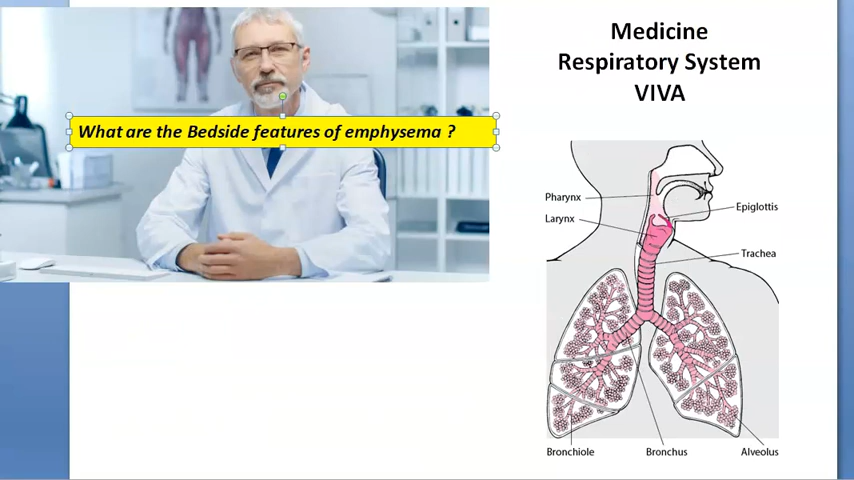 Medicine
Respiratory System
VIVA
What are the Bedside features of emphysema ?
Pharynx
Larynx
Epiglottis
Trachea
Bronchiole
Bronchus
Alveolus